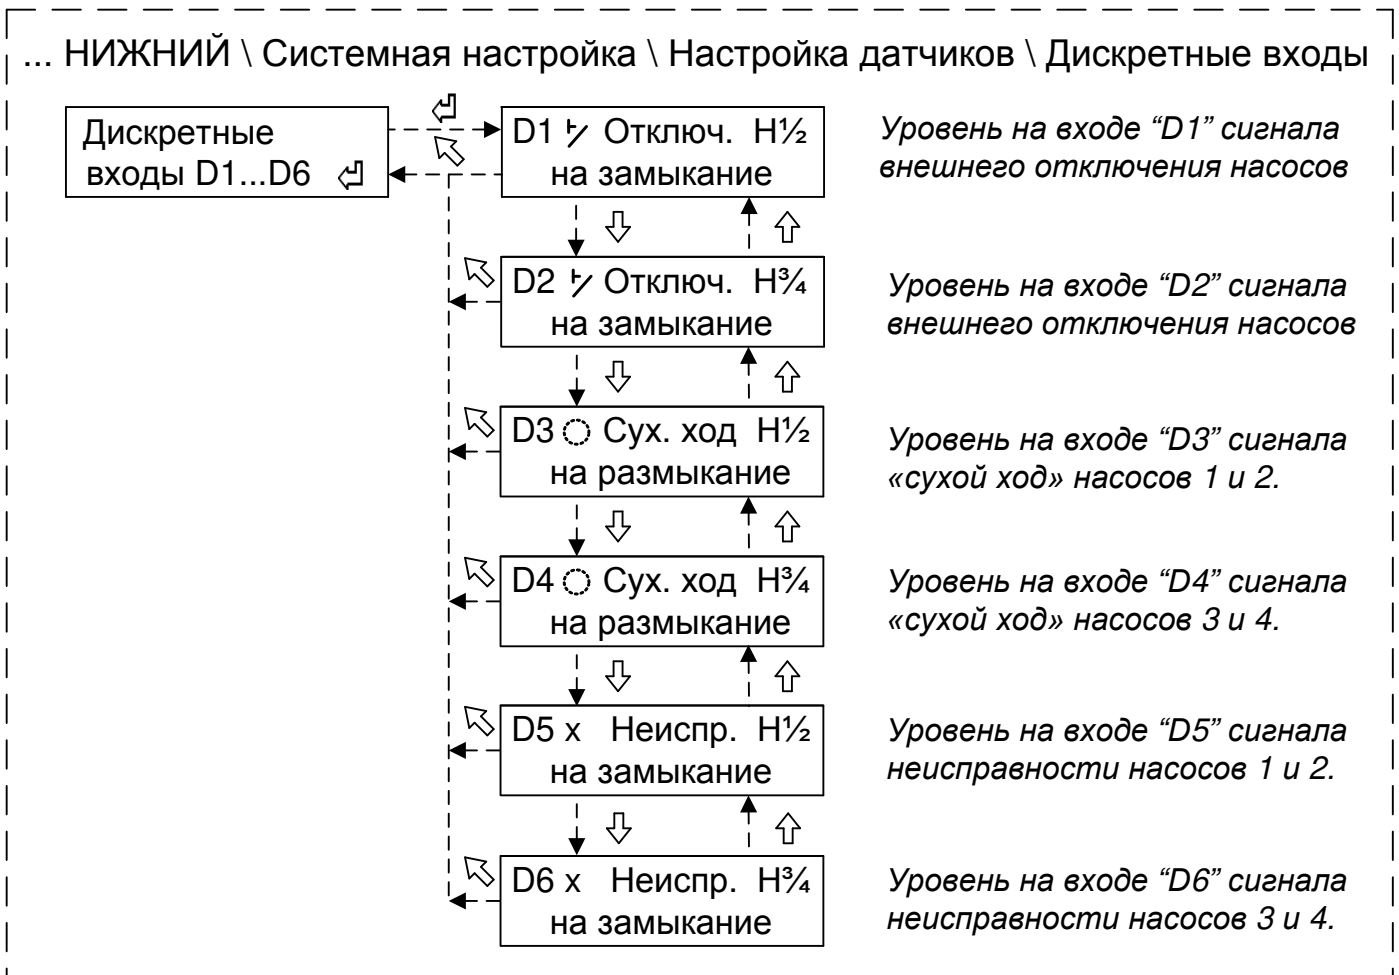 ... НИЖНИЙ \ Системная настройка \ Настройка датчиков \ Дискретные входы
Дискретные
входы D1...D6
D1 Отключ. Н½
на замыкание
Уровень на входе “D1” сигнала
внешнего отключения насосов
D2 Отключ. Н¾
на замыкание
Уровень на входе “D2” сигнала
внешнего отключения насосов
D3 Сух. ход Н½
на размыкание
Уровень на входе “D3” сигнала
«сухой ход» насосов 1 и 2.
D4 Сух. ход Н¾
на размыкание
Уровень на входе “D4” сигнала
«сухой ход» насосов 3 и 4.
D5 x Неиспр. Н½
на замыкание
Уровень на входе “D5” сигнала
неисправности насосов 1 и 2.
D6 x Неиспр. Н¾
на замыкание
Уровень на входе “D6” сигнала
неисправности насосов 3 и 4.